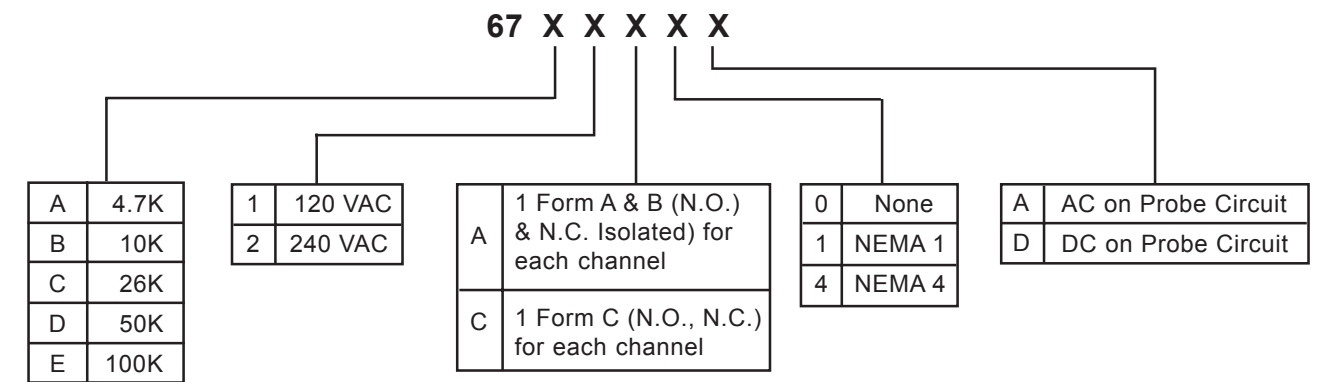 67 X X X X X
A 4.7K
B 10K
C 26K
D 50K
E 100K
1 120 VAC
2 240 VAC
A
1 Form A & B (N.O.)
& N.C. Isolated) for
each channel
C
1 Form C (N.O., N.C.)
for each channel
0 None
1 NEMA 1
4 NEMA 4
A AC on Probe Circuit
D DC on Probe Circuit